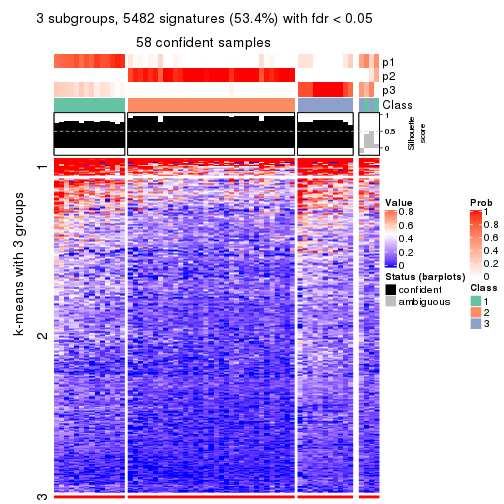 3 subgroups, 5482 signatures (53.4%) with fdr < 0.05
58 confident samples
p1
p2
p3
Class
1
0.5
0
Silhouette
score
k-means with 3 groups
1
2
3
Value
0.8
0.6
0.4
0.2
0
Status (barplots)
confident
ambiguous
Prob
1
0.8
0.6
0.4
0.2
0
Class
1
2
3